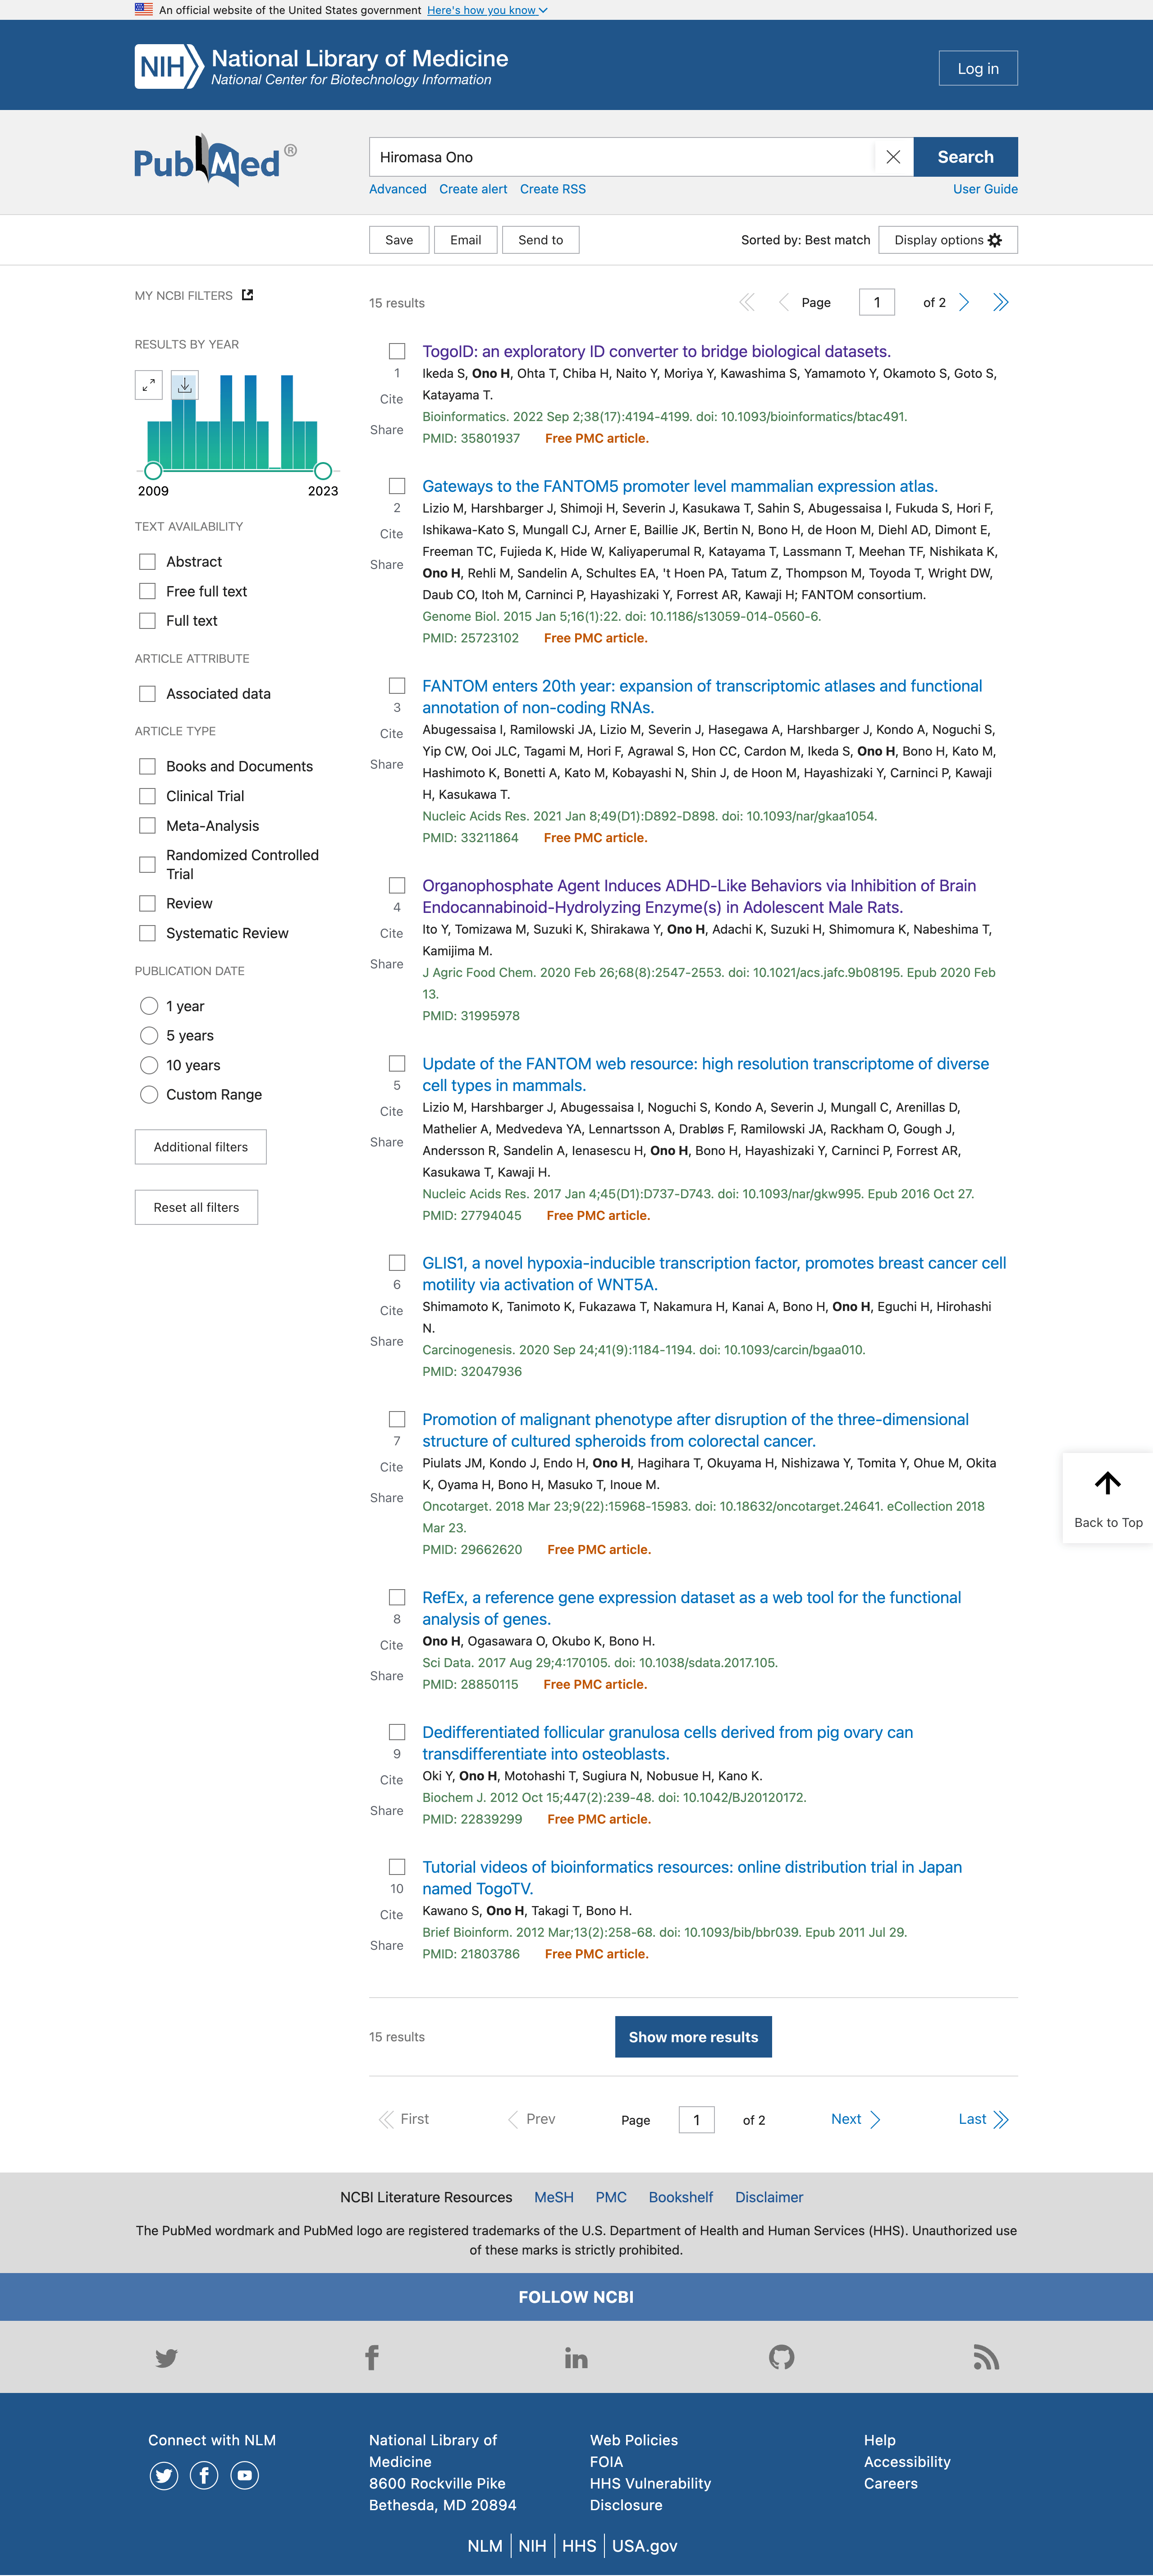 An official website of the United States government Here's how you know
NIH National Library of Medicine
National Center for Biotechnology Information
Log in
PubMed®
Hiromasa Ono
Search
Advanced Create alert Create RSS User Guide
Save Email Send to Sorted by: Best match Display options
MY NCBI FILTERS
RESULTS BY YEAR
2009 2023
TEXT AVAILABILITY
Abstract
Free full text
Full text
ARTICLE ATTRIBUTE
Associated data
ARTICLE TYPE
Books and Documents
Clinical Trial
Meta-Analysis
Randomized Controlled
Trial
Review
Systematic Review
PUBLICATION DATE
1 year
5 years
10 years
Custom Range
Additional filters
Reset all filters
15 results Page 1 of 2
1
Cite
Share
TogoID: an exploratory ID converter to bridge biological datasets.
Ikeda S, Ono H, Ohta T, Chiba H, Naito Y, Moriya Y, Kawashima S, Yamamoto Y, Okamoto S, Goto S,
Katayama T.
Bioinformatics. 2022 Sep 2;38(17):4194-4199. doi: 10.1093/bioinformatics/btac491.
PMID: 35801937 Free PMC article.
2
Cite
Share
Gateways to the FANTOM5 promoter level mammalian expression atlas.
Lizio M, Harshbarger J, Shimoji H, Severin J, Kasukawa T, Sahin S, Abugessaisa I, Fukuda S, Hori F,
Ishikawa-Kato S, Mungall CJ, Arner E, Baillie JK, Bertin N, Bono H, de Hoon M, Diehl AD, Dimont E,
Freeman TC, Fujieda K, Hide W, Kaliyaperumal R, Katayama T, Lassmann T, Meehan TF, Nishikata K,
Ono H, Rehli M, Sandelin A, Schultes EA, 't Hoen PA, Tatum Z, Thompson M, Toyoda T, Wright DW,
Daub CO, Itoh M, Carninci P, Hayashizaki Y, Forrest AR, Kawaji H; FANTOM consortium.
Genome Biol. 2015 Jan 5;16(1):22. doi: 10.1186/s13059-014-0560-6.
PMID: 25723102 Free PMC article.
3
Cite
Share
FANTOM enters 20th year: expansion of transcriptomic atlases and functional
annotation of non-coding RNAs.
Abugessaisa I, Ramilowski JA, Lizio M, Severin J, Hasegawa A, Harshbarger J, Kondo A, Noguchi S,
Yip CW, Ooi JLC, Tagami M, Hori F, Agrawal S, Hon CC, Cardon M, Ikeda S, Ono H, Bono H, Kato M,
Hashimoto K, Bonetti A, Kato M, Kobayashi N, Shin J, de Hoon M, Hayashizaki Y, Carninci P, Kawaji
H, Kasukawa T.
Nucleic Acids Res. 2021 Jan 8;49(D1):D892-D898. doi: 10.1093/nar/gkaa1054.
PMID: 33211864 Free PMC article.
4
Cite
Share
Organophosphate Agent Induces ADHD-Like Behaviors via Inhibition of Brain
Endocannabinoid-Hydrolyzing Enzyme(s) in Adolescent Male Rats.
Ito Y, Tomizawa M, Suzuki K, Shirakawa Y, Ono H, Adachi K, Suzuki H, Shimomura K, Nabeshima T,
Kamijima M.
J Agric Food Chem. 2020 Feb 26;68(8):2547-2553. doi: 10.1021/acs.jafc.9b08195. Epub 2020 Feb
13.
PMID: 31995978
5
Cite
Share
Update of the FANTOM web resource: high resolution transcriptome of diverse
cell types in mammals.
Lizio M, Harshbarger J, Abugessaisa I, Noguchi S, Kondo A, Severin J, Mungall C, Arenillas D,
Mathelier A, Medvedeva YA, Lennartsson A, Drabløs F, Ramilowski JA, Rackham O, Gough J,
Andersson R, Sandelin A, Ienasescu H, Ono H, Bono H, Hayashizaki Y, Carninci P, Forrest AR,
Kasukawa T, Kawaji H.
Nucleic Acids Res. 2017 Jan 4;45(D1):D737-D743. doi: 10.1093/nar/gkw995. Epub 2016 Oct 27.
PMID: 27794045 Free PMC article.
6
Cite
Share
GLIS1, a novel hypoxia-inducible transcription factor, promotes breast cancer cell
motility via activation of WNT5A.
Shimamoto K, Tanimoto K, Fukazawa T, Nakamura H, Kanai A, Bono H, Ono H, Eguchi H, Hirohashi
N.
Carcinogenesis. 2020 Sep 24;41(9):1184-1194. doi: 10.1093/carcin/bgaa010.
PMID: 32047936
7
Cite
Share
Promotion of malignant phenotype after disruption of the three-dimensional
structure of cultured spheroids from colorectal cancer.
Piulats JM, Kondo J, Endo H, Ono H, Hagihara T, Okuyama H, Nishizawa Y, Tomita Y, Ohue M, Okita
K, Oyama H, Bono H, Masuko T, Inoue M.
Oncotarget. 2018 Mar 23;9(22):15968-15983. doi: 10.18632/oncotarget.24641. eCollection 2018
Mar 23.
PMID: 29662620 Free PMC article.
Back to Top
8
Cite
Share
RefEx, a reference gene expression dataset as a web tool for the functional
analysis of genes.
Ono H, Ogasawara O, Okubo K, Bono H.
Sci Data. 2017 Aug 29;4:170105. doi: 10.1038/sdata.2017.105.
PMID: 28850115 Free PMC article.
9
Cite
Share
Dedifferentiated follicular granulosa cells derived from pig ovary can
transdifferentiate into osteoblasts.
Oki Y, Ono H, Motohashi T, Sugiura N, Nobusue H, Kano K.
Biochem J. 2012 Oct 15;447(2):239-48. doi: 10.1042/BJ20120172.
PMID: 22839299 Free PMC article.
10
Cite
Share
Tutorial videos of bioinformatics resources: online distribution trial in Japan
named TogoTV.
Kawano S, Ono H, Takagi T, Bono H.
Brief Bioinform. 2012 Mar;13(2):258-68. doi: 10.1093/bib/bbr039. Epub 2011 Jul 29.
PMID: 21803786 Free PMC article.
15 results Show more results
First Prev Page 1 of 2 Next Last
NCBI Literature Resources MeSH PMC Bookshelf Disclaimer
The PubMed wordmark and PubMed logo are registered trademarks of the U.S. Department of Health and Human Services (HHS). Unauthorized use
of these marks is strictly prohibited.
FOLLOW NCBI
Connect with NLM
National Library of
Medicine
8600 Rockville Pike
Bethesda, MD 20894
Web Policies
FOIA
HHS Vulnerability
Disclosure
Help
Accessibility
Careers
NLM NIH HHS USA.gov